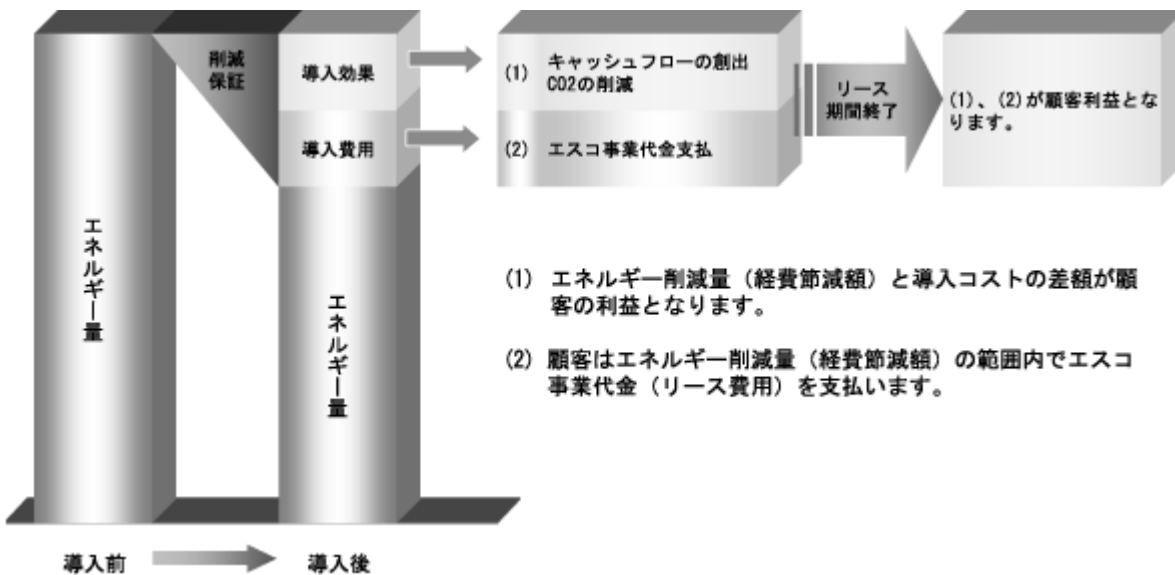 削減
保証
導入効果
導入費用
エネルギー量
エネルギー量
導入前
導入後
(1) キャッシュフローの創出
CO2の削減
(2) エスコ事業代金支払
リース
期間終了
(1)、(2)が顧客利益とな
ります。
(1) エネルギー削減量（経費節減額）と導入コストの差額が顧
客の利益となります。
(2) 顧客はエネルギー削減量（経費節減額）の範囲内でエスコ
事業代金（リース費用）を支払います。